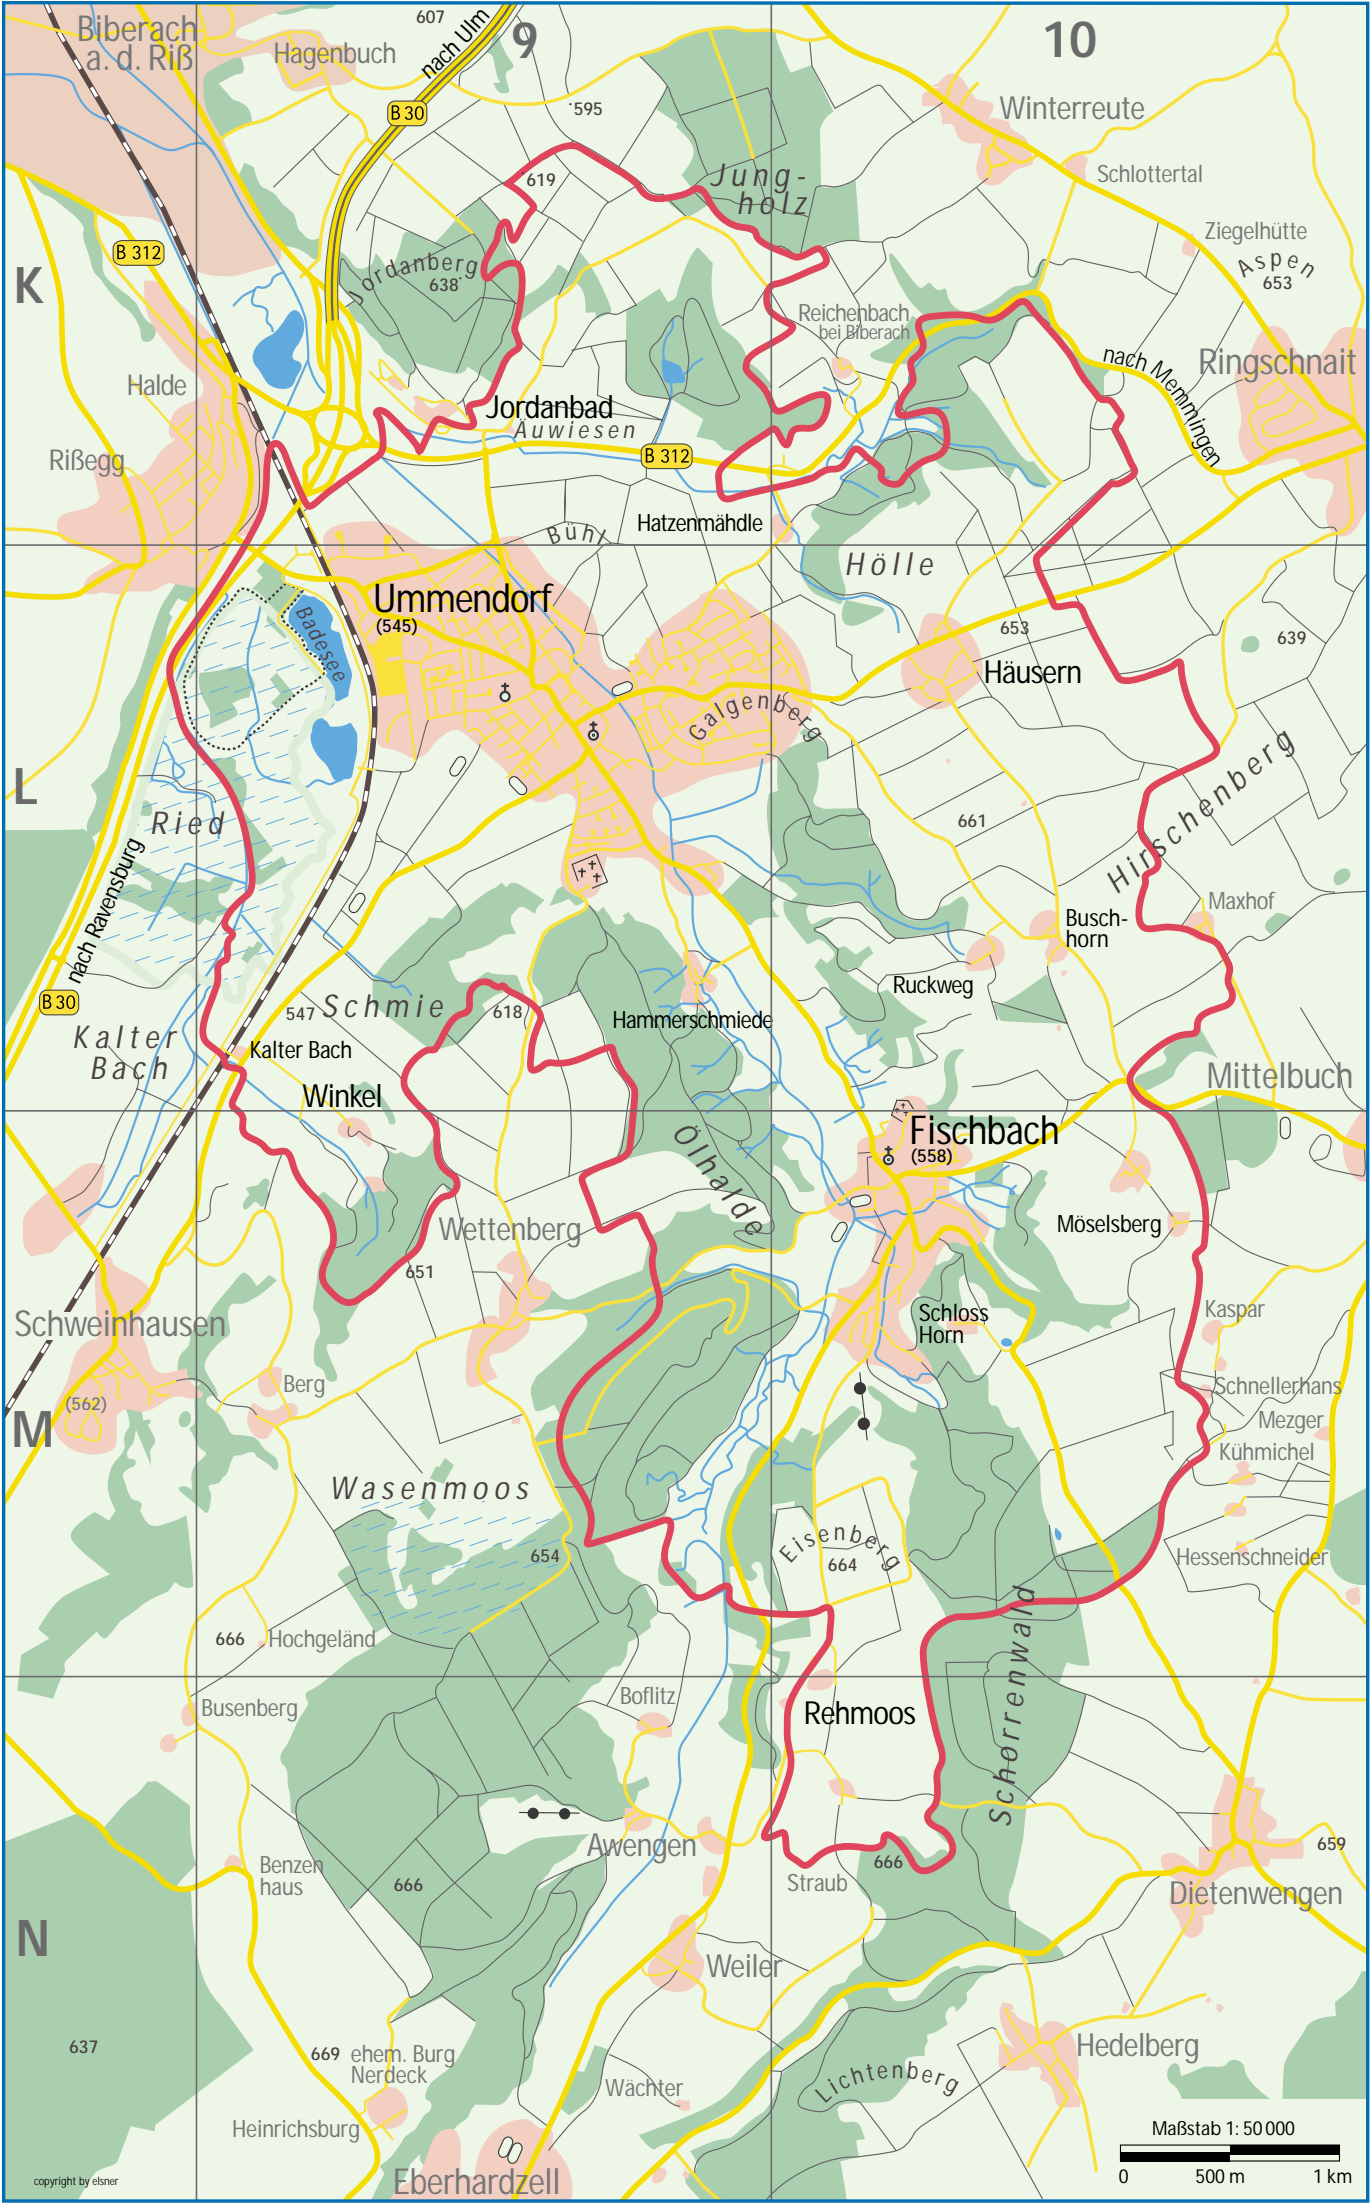 607
nach Ulm
9
10
Biberach
a. d. Riß
Hagenbuch
B 30
595
Winterreute
Schlottertal
619
Jung-
holz
Ziegelhütte
Aspen
653
B 312
K
Jordanberg
638
Reichenbach
bei Biberach
nach Memmingen
Ringschnait
Halde
Jordanbad
Auwiesen
B 312
Rißegg
Hatzenmähdle
Bühl
Hölle
Ummendorf
(545)
Badesee
653
639
Häusern
Galgenberg
L
Hirschenberg
Ried
661
nach Ravensburg
Maxhof
Busch-
horn
Ruckweg
B 30
547
Schmie
618
Hammerschmiede
Kalter
Bach
Kalter Bach
Winkel
Mittelbuch
Fischbach
(558)
Ölhalde
Wettenberg
Möselsberg
651
Schweinhausen
Schloss
Horn
Kaspar
Berg
Schnellerhans
(562)
Mezger
M
Kühmichel
Wasenmoos
Eisenberg
664
654
Hessenschneider
666
Hochgeländ
Schorrenwald
Busenberg
Boflitz
Rehmoos
Awengen
659
Benzen
haus
666
Straub
666
Dietenwengen
N
Weiler
637
669
ehem. Burg
Nerdeck
Hedelberg
Wächter
Lichtenberg
Heinrichsburg
Maßstab 1: 50 000
copyright by elsner
Eberhardzell
0
500 m
1 km